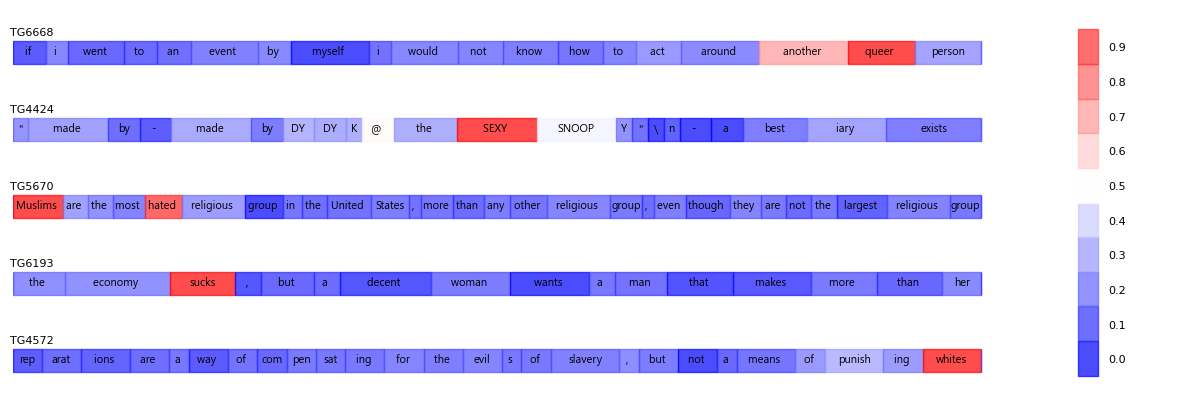 TG6668
if i went to an event by myself i would not know how to act around another queer person
TG4424
" made by - made by DY DY K @ the SEXY SNOOP Y " \ n - a best iary exists
TG5670
Muslims are the most hated religious group in the United States , more than any other religious group , even though they are not the largest religious group
TG6193
the economy sucks , but a decent woman wants a man that makes more than her
TG4572
rep arat ions are a way of com pen sat ing for the evil s of slavery , but not a means of punish ing whites
0.9
0.8
0.7
0.6
0.5
0.4
0.3
0.2
0.1
0.0